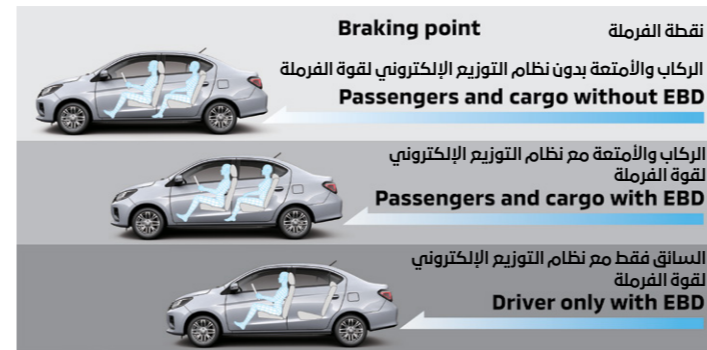 Braking point
نقطة الفرملة
الركاب والأمتعة بدون نظام التوزيع الإلكتروني لقوة الفرملة
Passengers and cargo without EBD
الركاب والأمتعة مع نظام التوزيع الإلكتروني
لقوة الفرملة
Passengers and cargo with EBD
السائق فقط مع نظام التوزيع الإلكتروني
لقوة الفرملة
Driver only with EBD